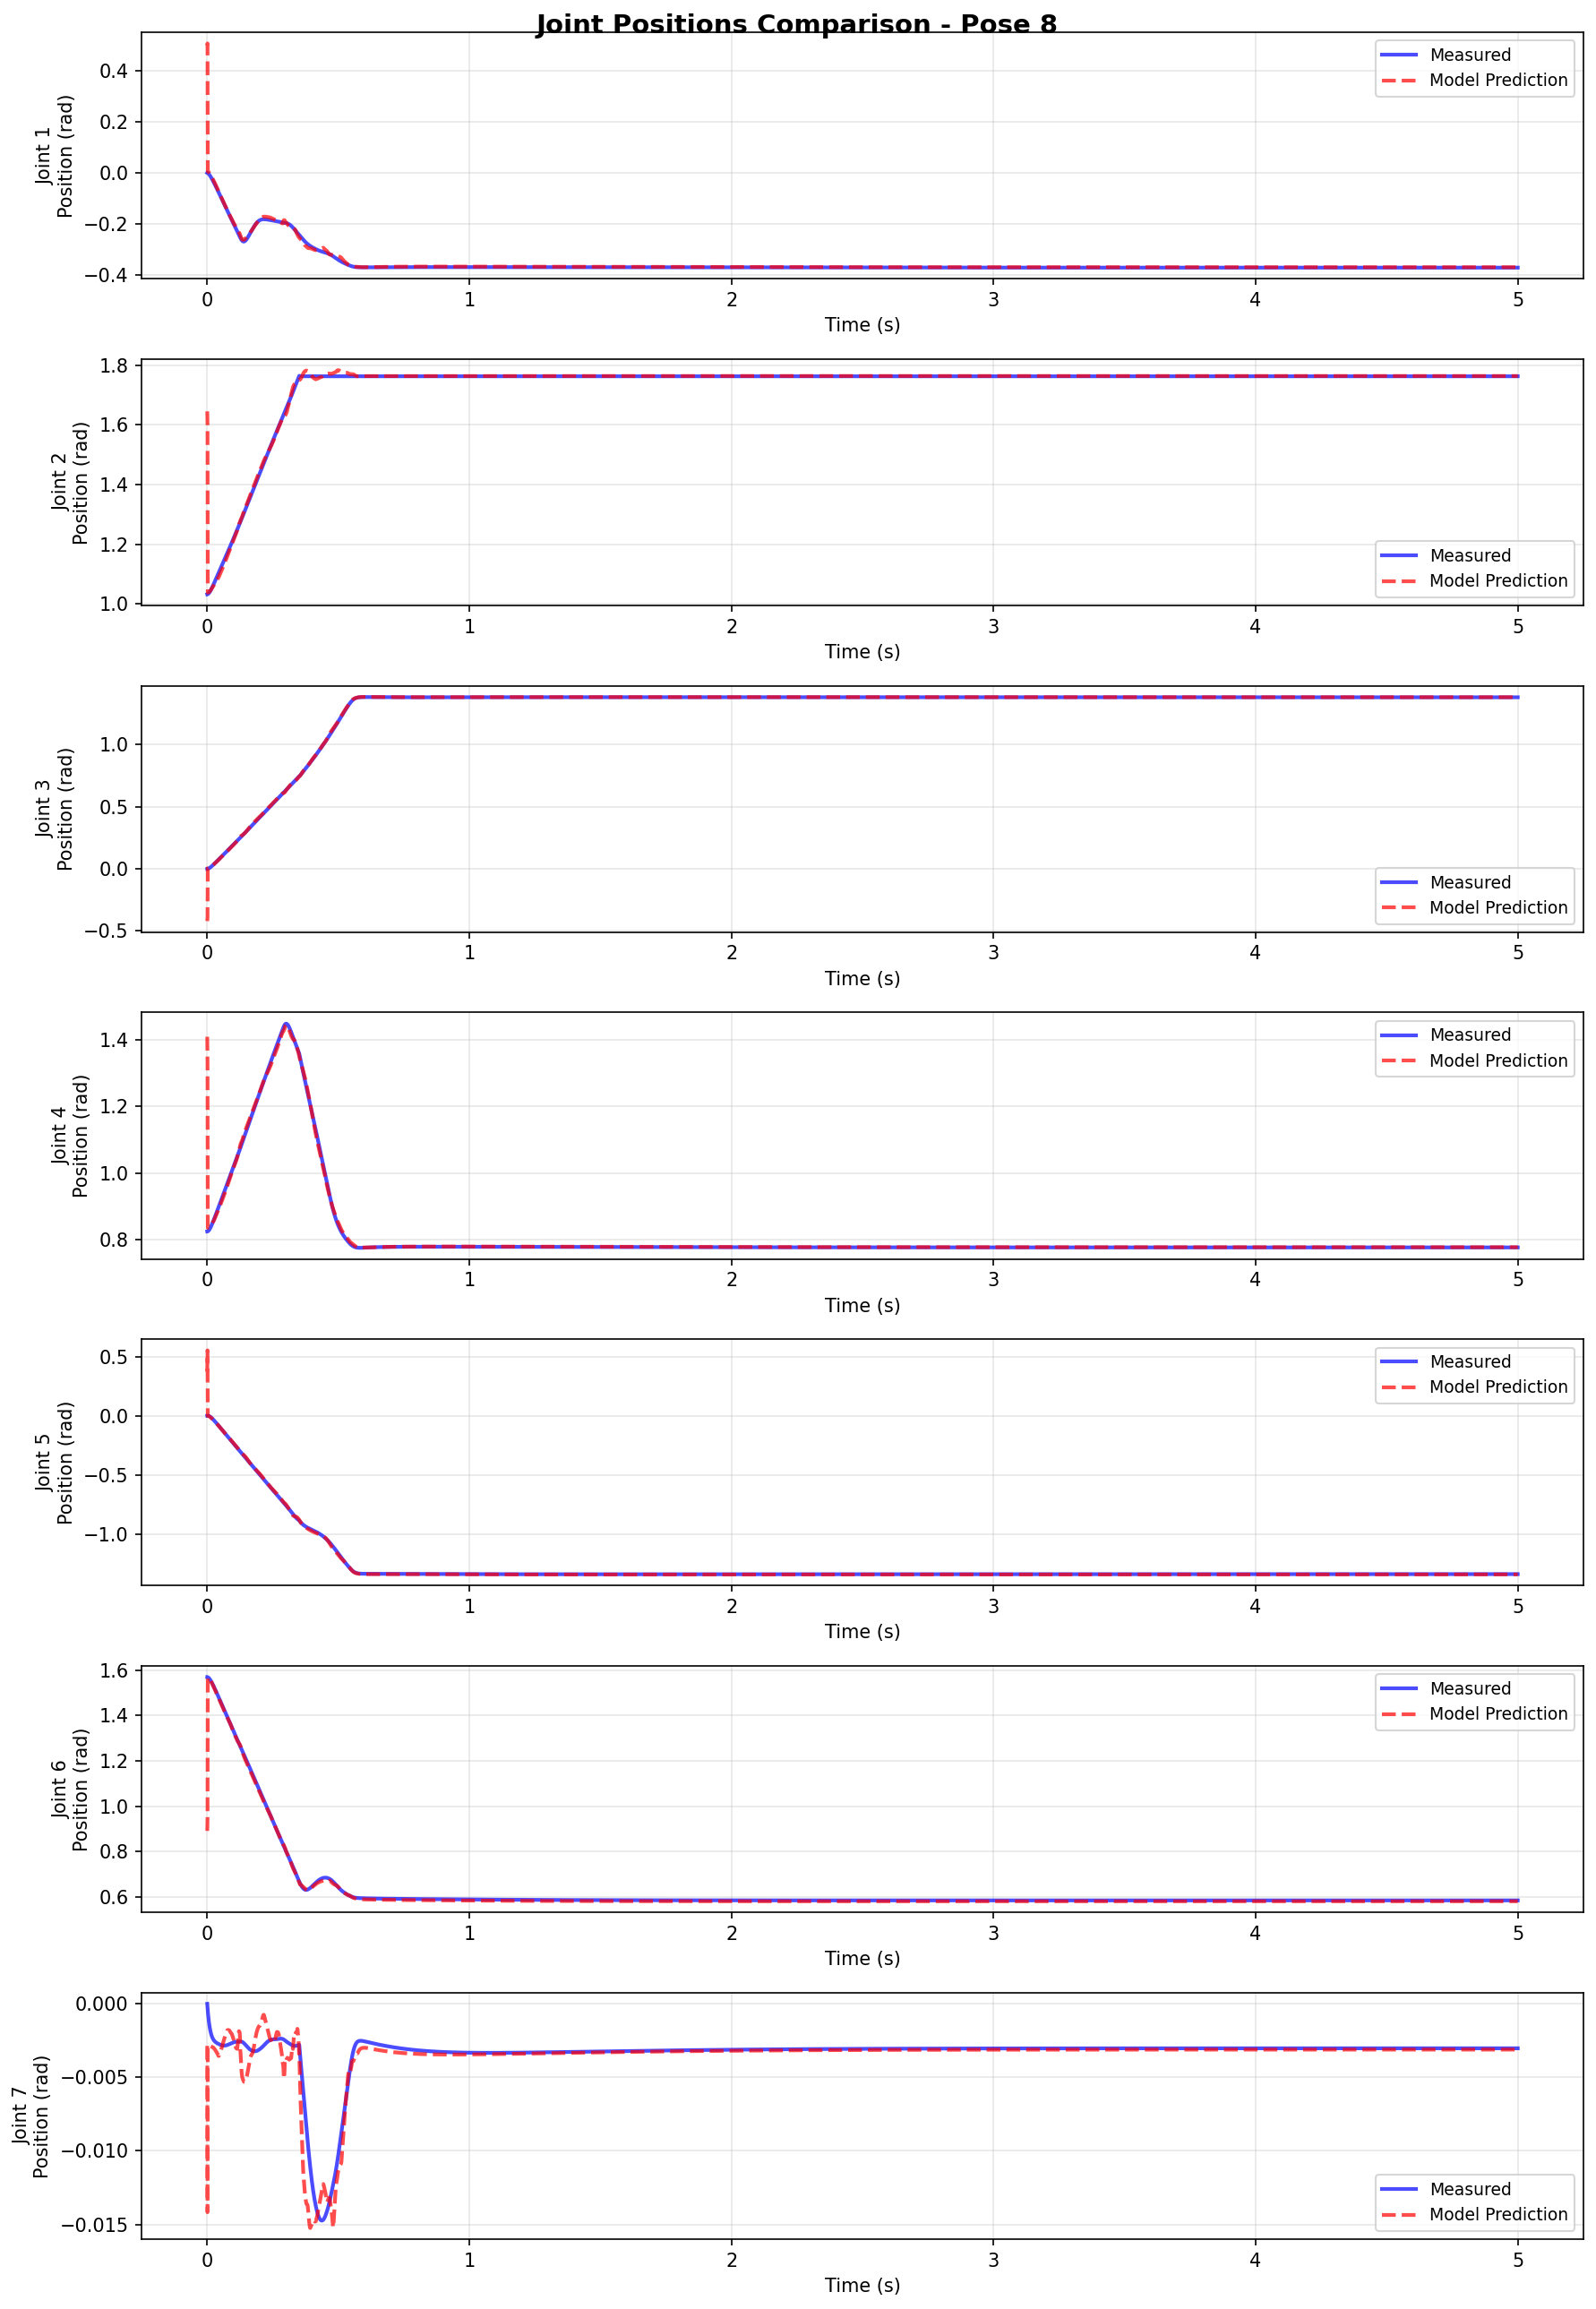 Joint Positions Comparison - Pose 8
Joint 1
Position (rad)
0.4
0.2
0.0
−0.2
−0.4
Measured
Model Prediction
0 1 2 3 4 5
Time (s)
Joint 2
Position (rad)
1.8
1.6
1.4
1.2
1.0
Measured
Model Prediction
0 1 2 3 4 5
Time (s)
Joint 3
Position (rad)
1.0
0.5
0.0
−0.5
Measured
Model Prediction
0 1 2 3 4 5
Time (s)
Joint 4
Position (rad)
1.4
1.2
1.0
0.8
Measured
Model Prediction
0 1 2 3 4 5
Time (s)
Joint 5
Position (rad)
0.5
0.0
−0.5
−1.0
Measured
Model Prediction
0 1 2 3 4 5
Time (s)
Joint 6
Position (rad)
1.6
1.4
1.2
1.0
0.8
0.6
Measured
Model Prediction
0 1 2 3 4 5
Time (s)
Joint 7
Position (rad)
0.000
−0.005
−0.010
−0.015
Measured
Model Prediction
0 1 2 3 4 5
Time (s)